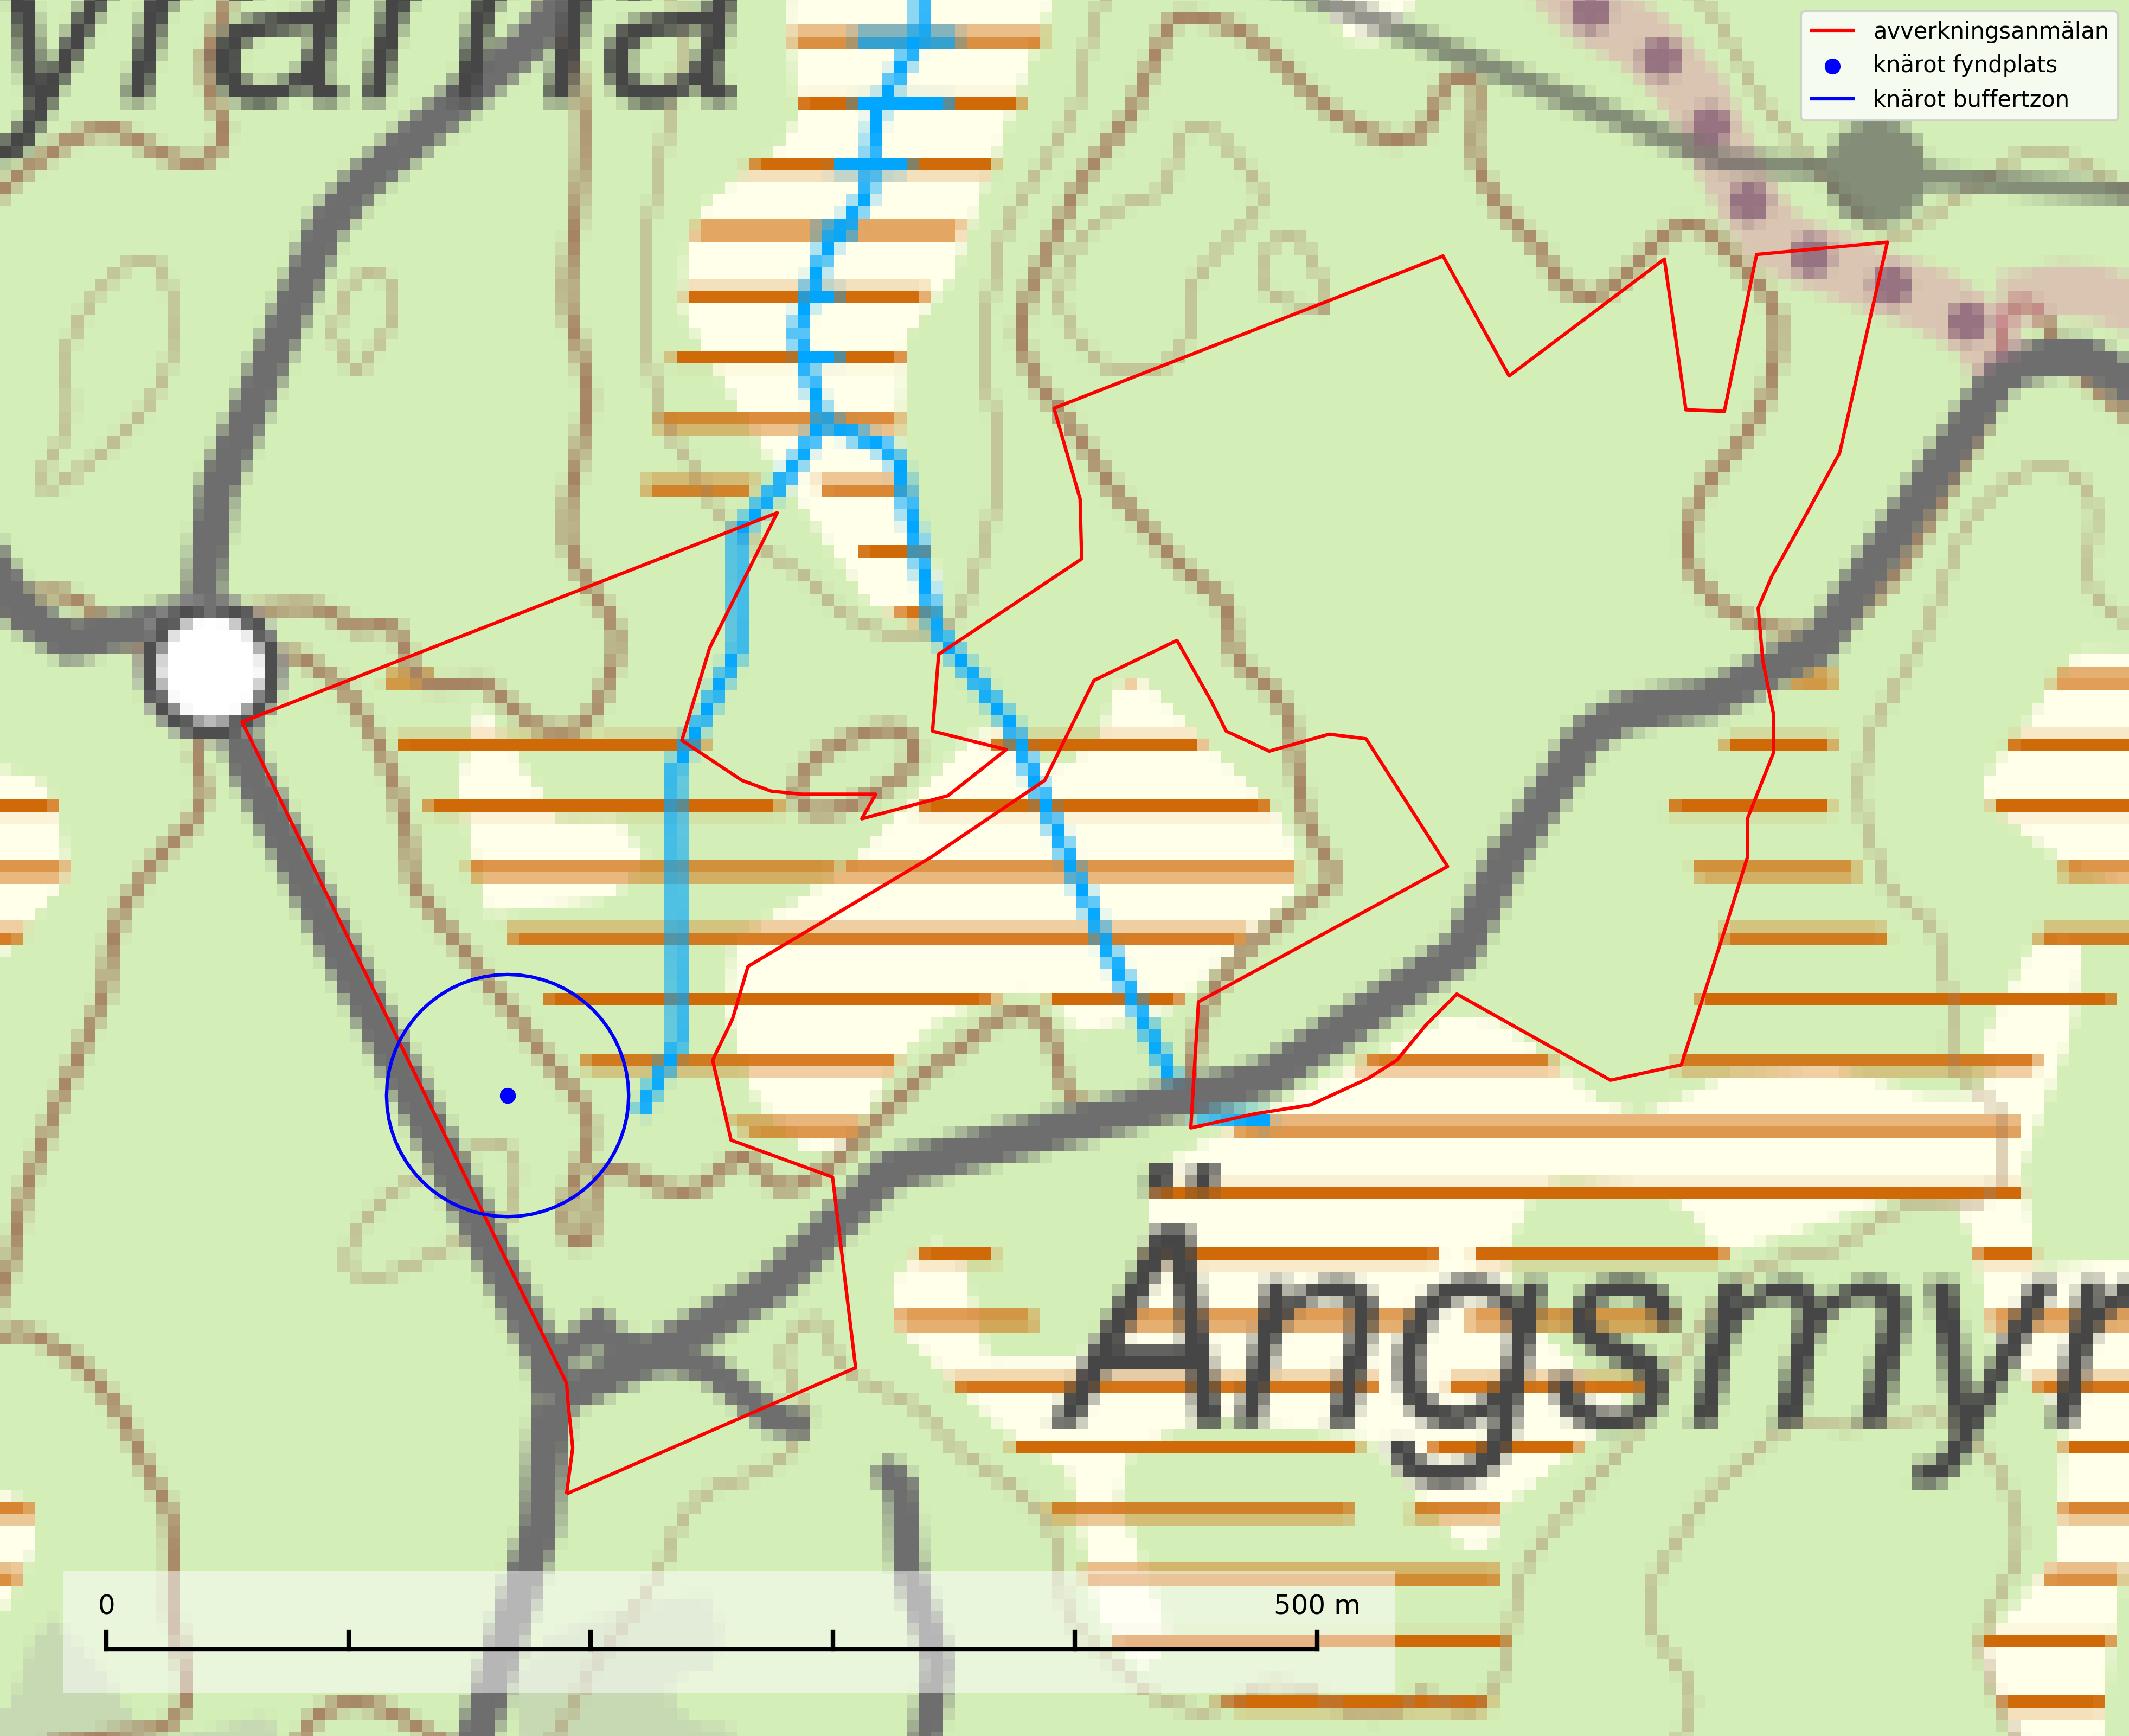 avverkningsanmälan
knärot fyndplats
knärot buffertzon
Ängsmyr
0 500 m